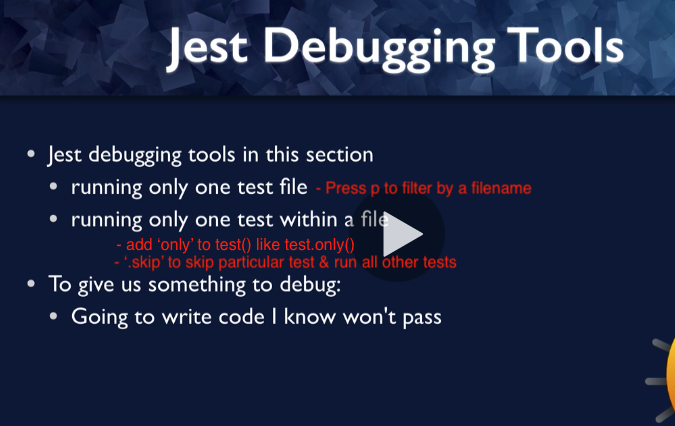 Jest Debugging Tools
• Jest debugging tools in this section
• running only one test file - Press p to filter by a filename
• running only one test within a file
- add ‘only’ to test() like test.only()
- ‘.skip’ to skip particular test & run all other tests
• To give us something to debug:
• Going to write code I know won't pass